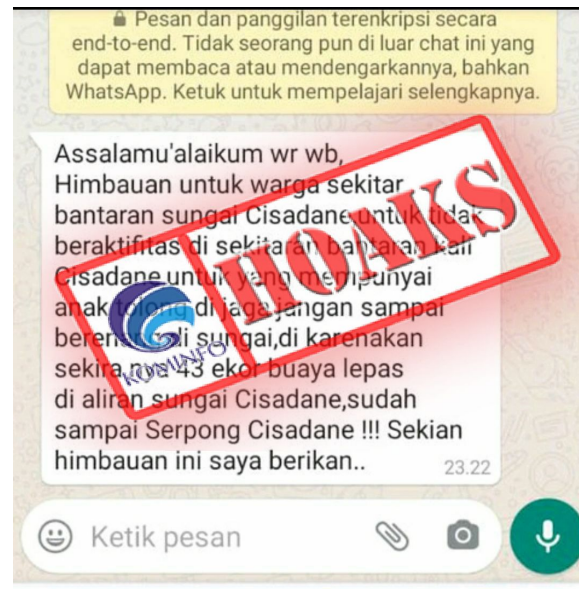 Pesan dan panggilan terenkripsi secara
end-to-end. Tidak seorang pun di luar chat ini yang
dapat membaca atau mendengarkannya, bahkan
WhatsApp. Ketuk untuk mempelajari selengkapnya.
Assalamu'alaikum wr wb,
Himbauan untuk warga sekitar
bantaran sungai Cisadane untuk tidak
beraktifitas di sekitaran bantaran kali
Cisadane untuk yang mempunyai
anak tolong di jaga jangan sampai
berenang di sungai,di karenakan
sekira nya 43 ekor buaya lepas
di aliran sungai Cisadane,sudah
sampai Serpong Cisadane !!! Sekian
himbauan ini saya berikan..
23.22
HOAKS
KOMINFO
Ketik pesan